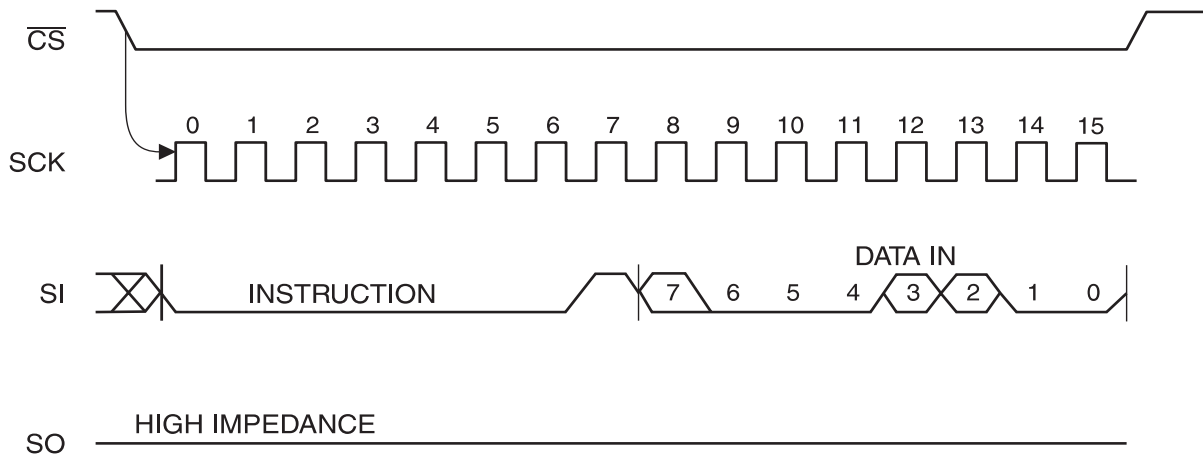 CS
0 1 2 3 4 5 6 7 8 9 10 11 12 13 14 15
SCK
DATA IN
SI INSTRUCTION 7 6 5 4 3 2 1 0
HIGH IMPEDANCE
SO